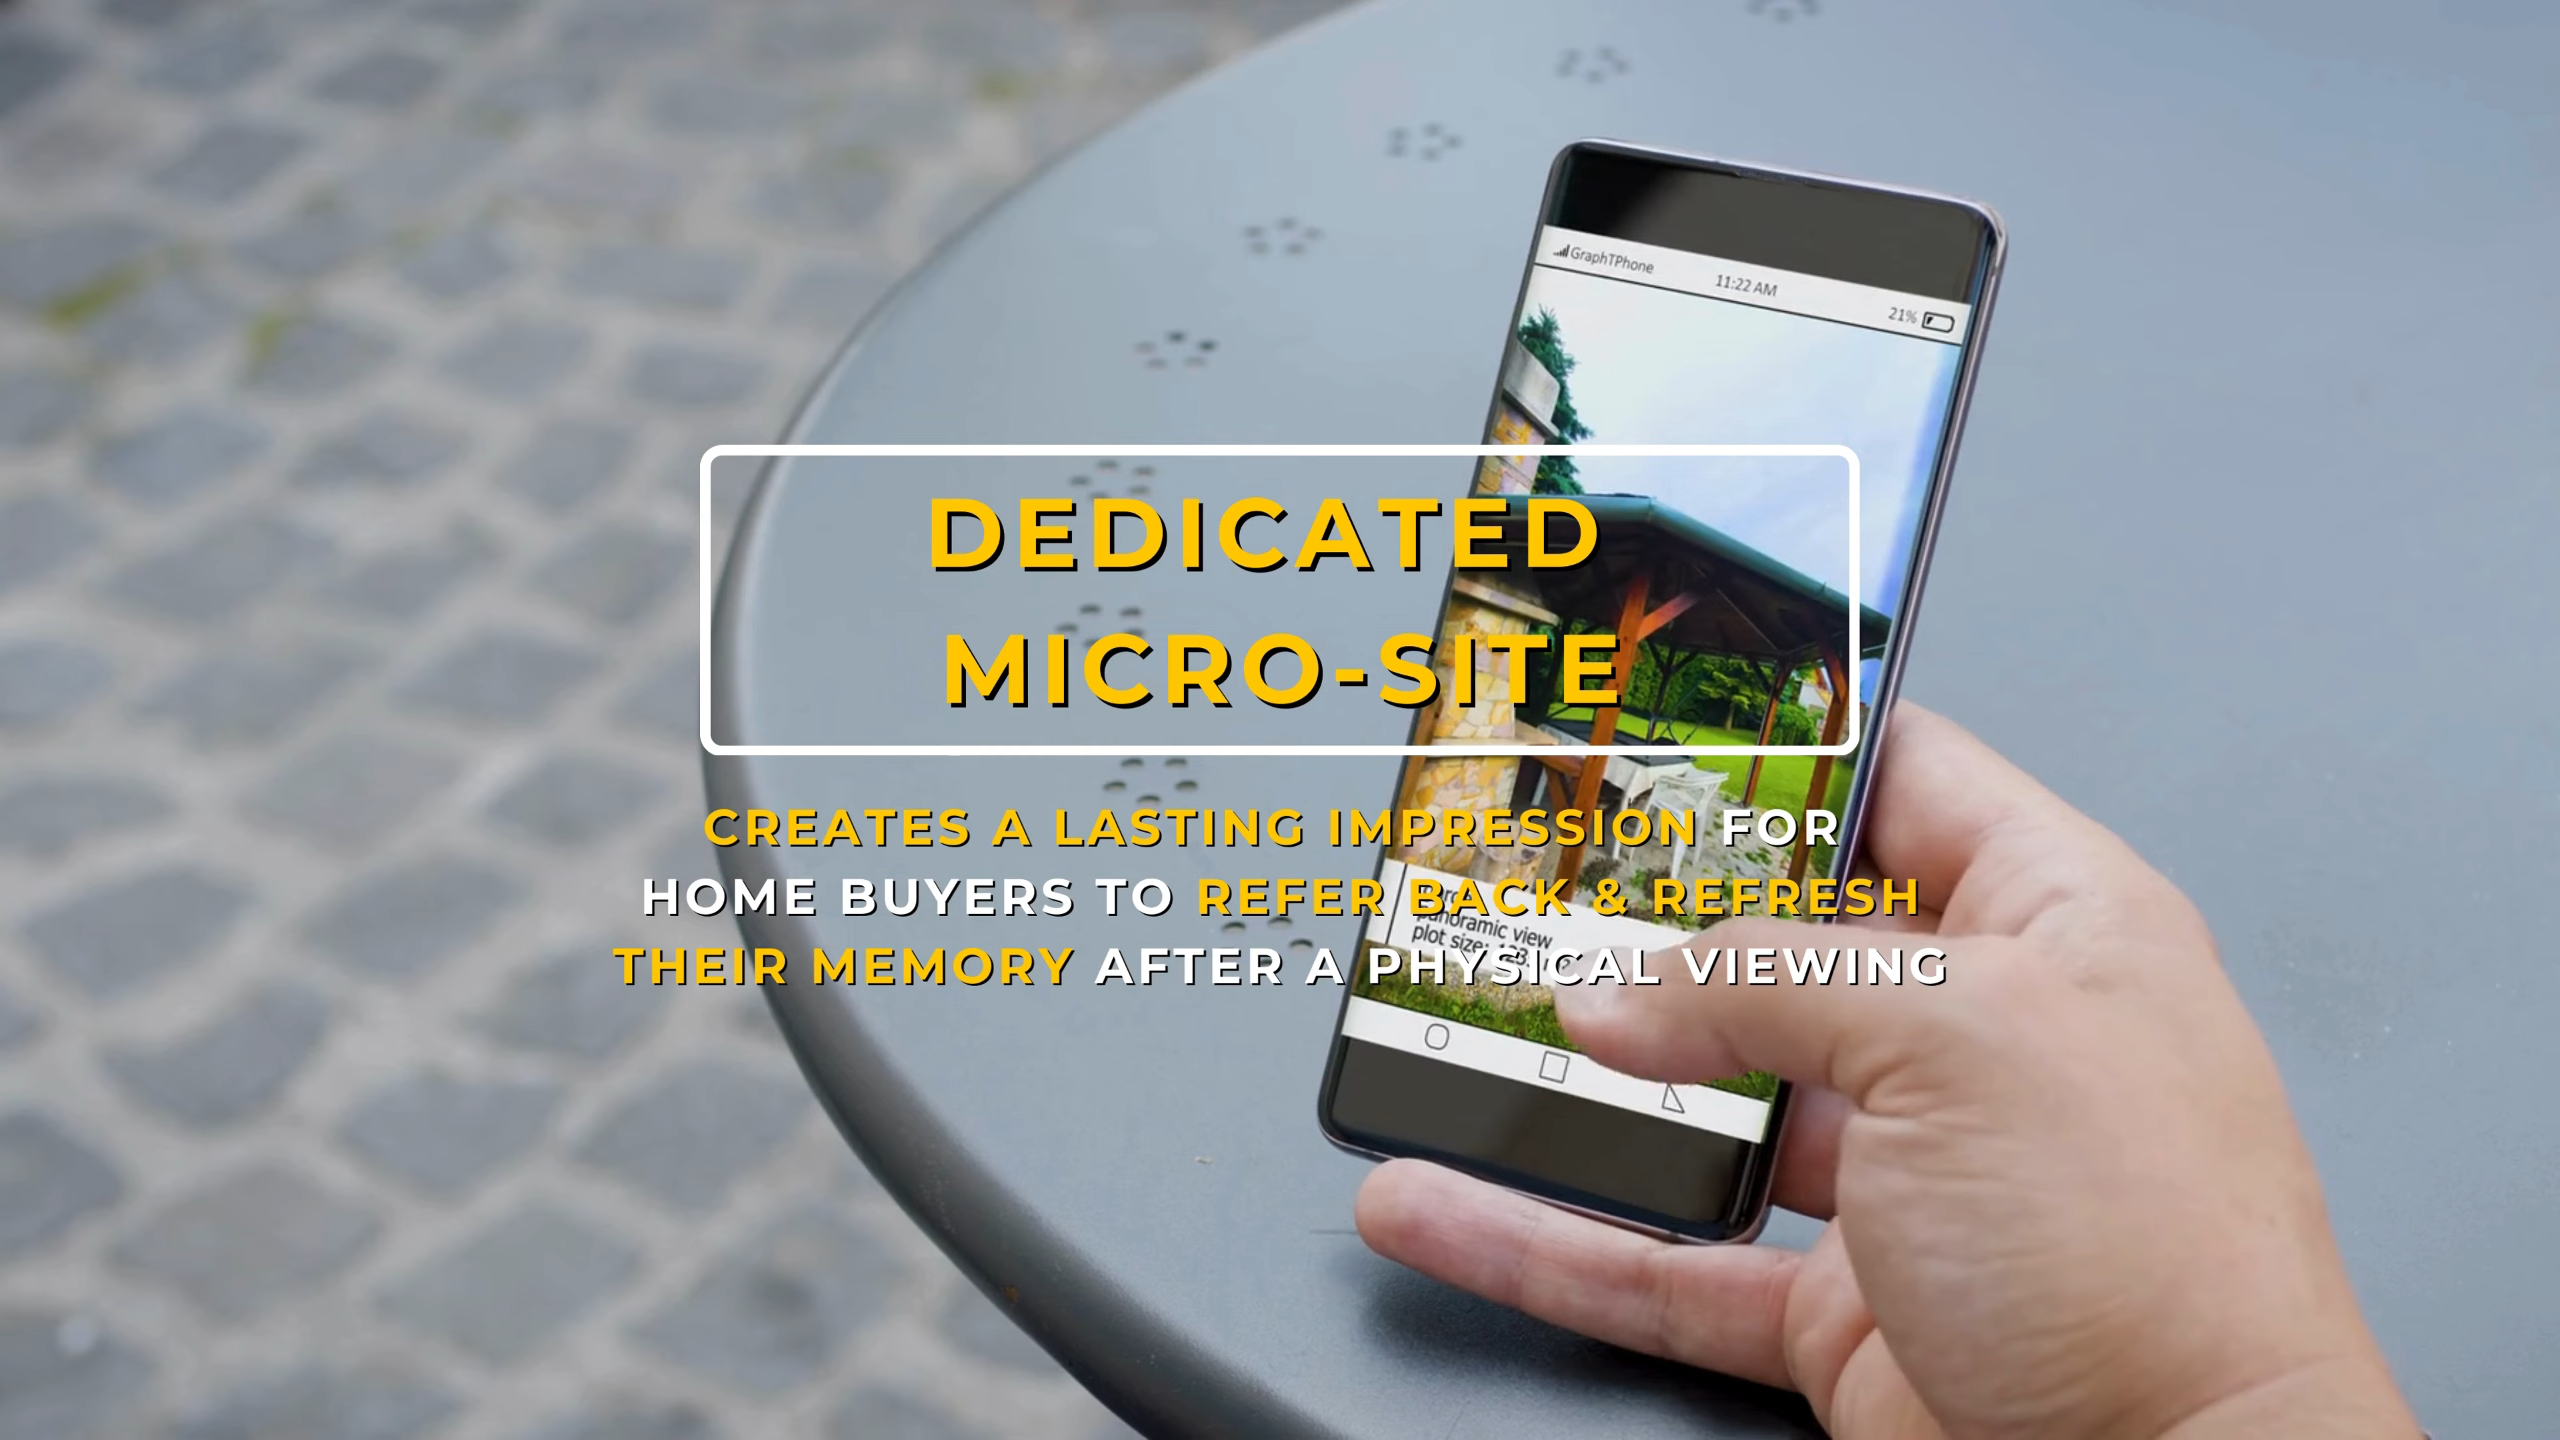 GraphTPhone
11:22 AM
21%
DEDICATED
MICRO-SITE
CREATES A LASTING IMPRESSION FOR
HOME BUYERS TO REFER BACK & REFRESH
THEIR MEMORY AFTER A PHYSICAL VIEWING
panoramic view
plot size: